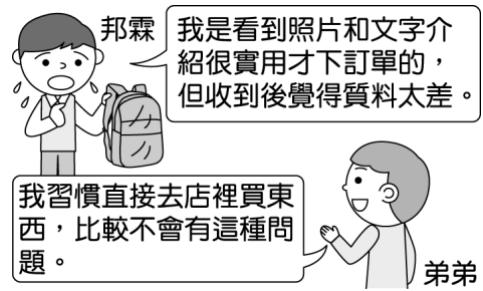 邦霖
我是看到照片和文字介
紹很實用才下訂單的，
但收到後覺得質料太差。
我習慣直接去店裡買東
西，比較不會有這種問
題。
弟弟